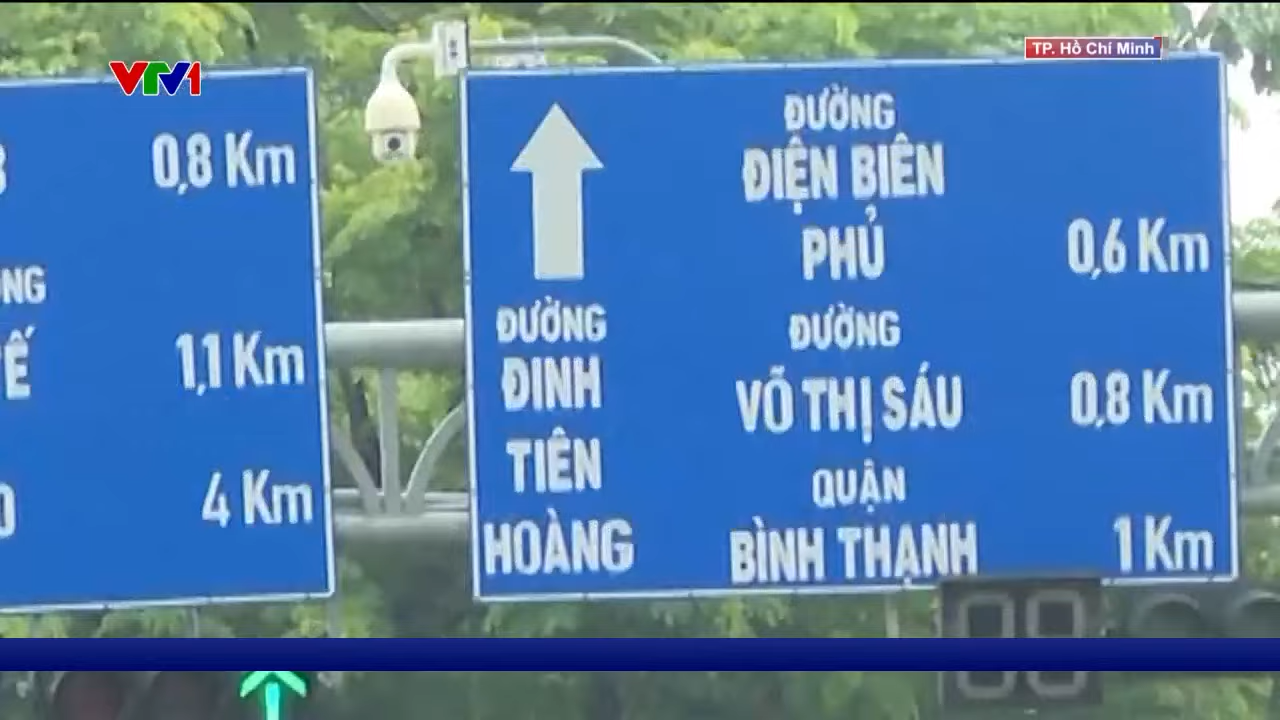 VTV1
TP. Hồ Chí Minh
0,8 Km
1,1 Km
4 Km
ĐƯỜNG
ĐINH
TIÊN
HOÀNG
ĐƯỜNG
ĐIỆN BIÊN
PHỦ 0,6 Km
ĐƯỜNG
VÕ THỊ SÁU 0,8 Km
QUẬN
BÌNH THẠNH 1 Km